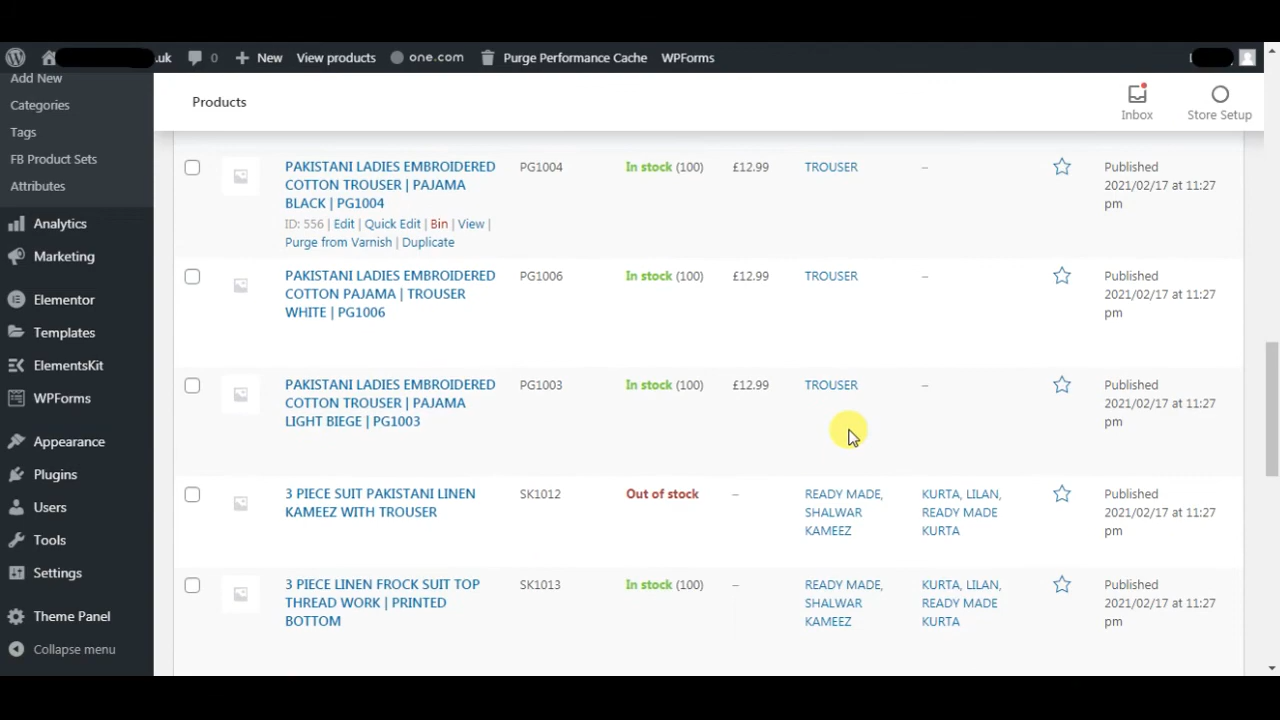 .uk 0 New View products one.com Purge Performance Cache WPForms
Add New
Categories
Tags
FB Product Sets
Attributes
Analytics
Marketing
Elementor
Templates
ElementsKit
WPForms
Appearance
Plugins
Users
Tools
Settings
Theme Panel
Collapse menu
Products
Inbox
Store Setup
PAKISTANI LADIES EMBROIDERED
COTTON TROUSER | PAJAMA
BLACK | PG1004
ID: 556 | Edit | Quick Edit | Bin | View |
Purge from Varnish | Duplicate
PG1004
In stock (100)
£12.99
TROUSER
–
Published
2021/02/17 at 11:27
pm
PAKISTANI LADIES EMBROIDERED
COTTON PAJAMA | TROUSER
WHITE | PG1006
PG1006
In stock (100)
£12.99
TROUSER
–
Published
2021/02/17 at 11:27
pm
PAKISTANI LADIES EMBROIDERED
COTTON TROUSER | PAJAMA
LIGHT BIEGE | PG1003
PG1003
In stock (100)
£12.99
TROUSER
–
Published
2021/02/17 at 11:27
pm
3 PIECE SUIT PAKISTANI LINEN
KAMEEZ WITH TROUSER
SK1012
Out of stock
–
READY MADE,
SHALWAR
KAMEEZ
KURTA, LILAN,
READY MADE
KURTA
Published
2021/02/17 at 11:27
pm
3 PIECE LINEN FROCK SUIT TOP
THREAD WORK | PRINTED
BOTTOM
SK1013
In stock (100)
–
READY MADE,
SHALWAR
KAMEEZ
KURTA, LILAN,
READY MADE
KURTA
Published
2021/02/17 at 11:27
pm